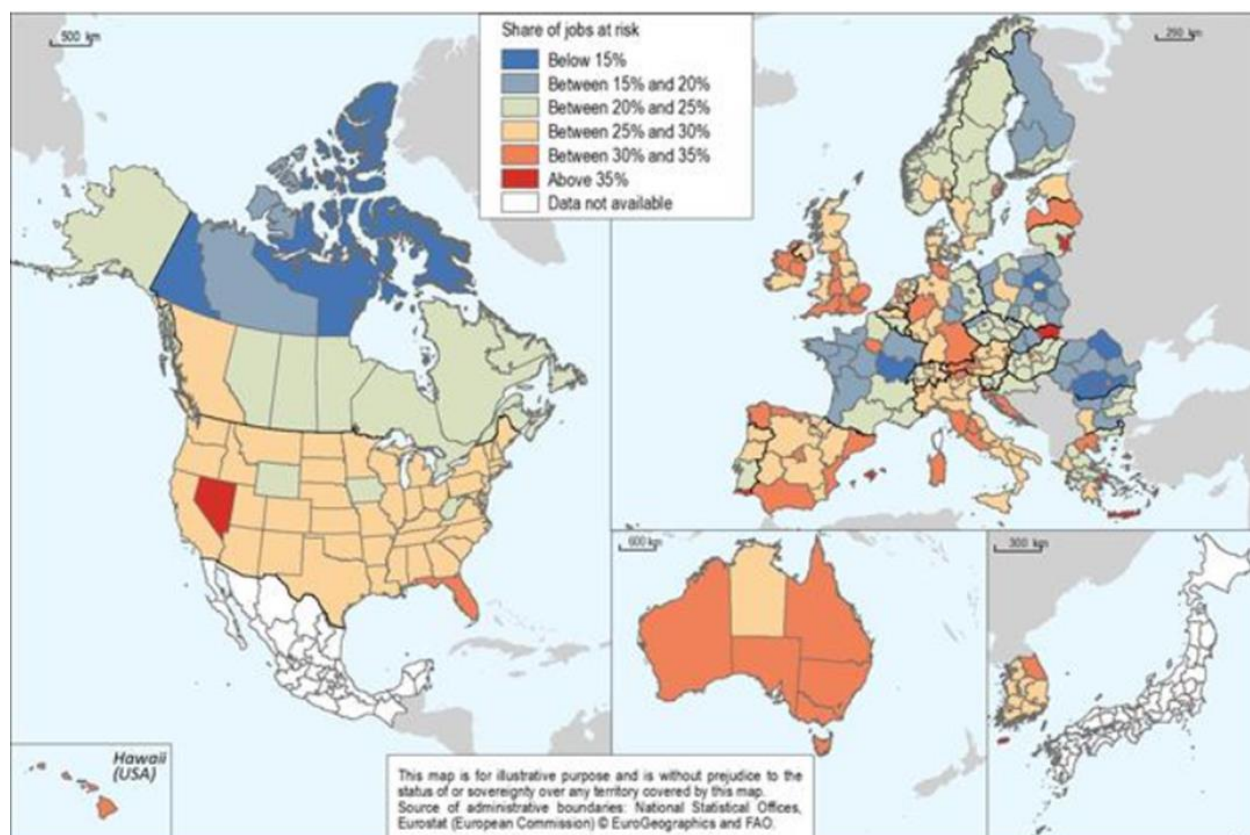 500 km
Share of jobs at risk
Below 15%
Between 15% and 20%
Between 20% and 25%
Between 25% and 30%
Between 30% and 35%
Above 35%
Data not available
250 km
600 km
300 km
Hawaii
(USA)
This map is for illustrative purpose and is without prejudice to the
status of or sovereignty over any territory covered by this map.
Source of administrative boundaries: National Statistical Offices,
Eurostat (European Commission) © EuroGeographics and FAO.